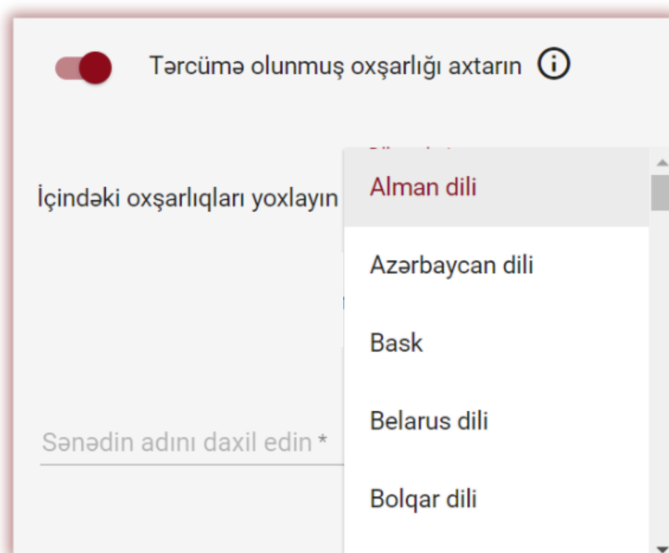 Tərcümə olunmuş oxşarlığı axtarın
İçindəki oxşarlıqları yoxlayın
Alman dili
Azərbaycan dili
Bask
Belarus dili
Sənədin adını daxil edin *
Bolqar dili